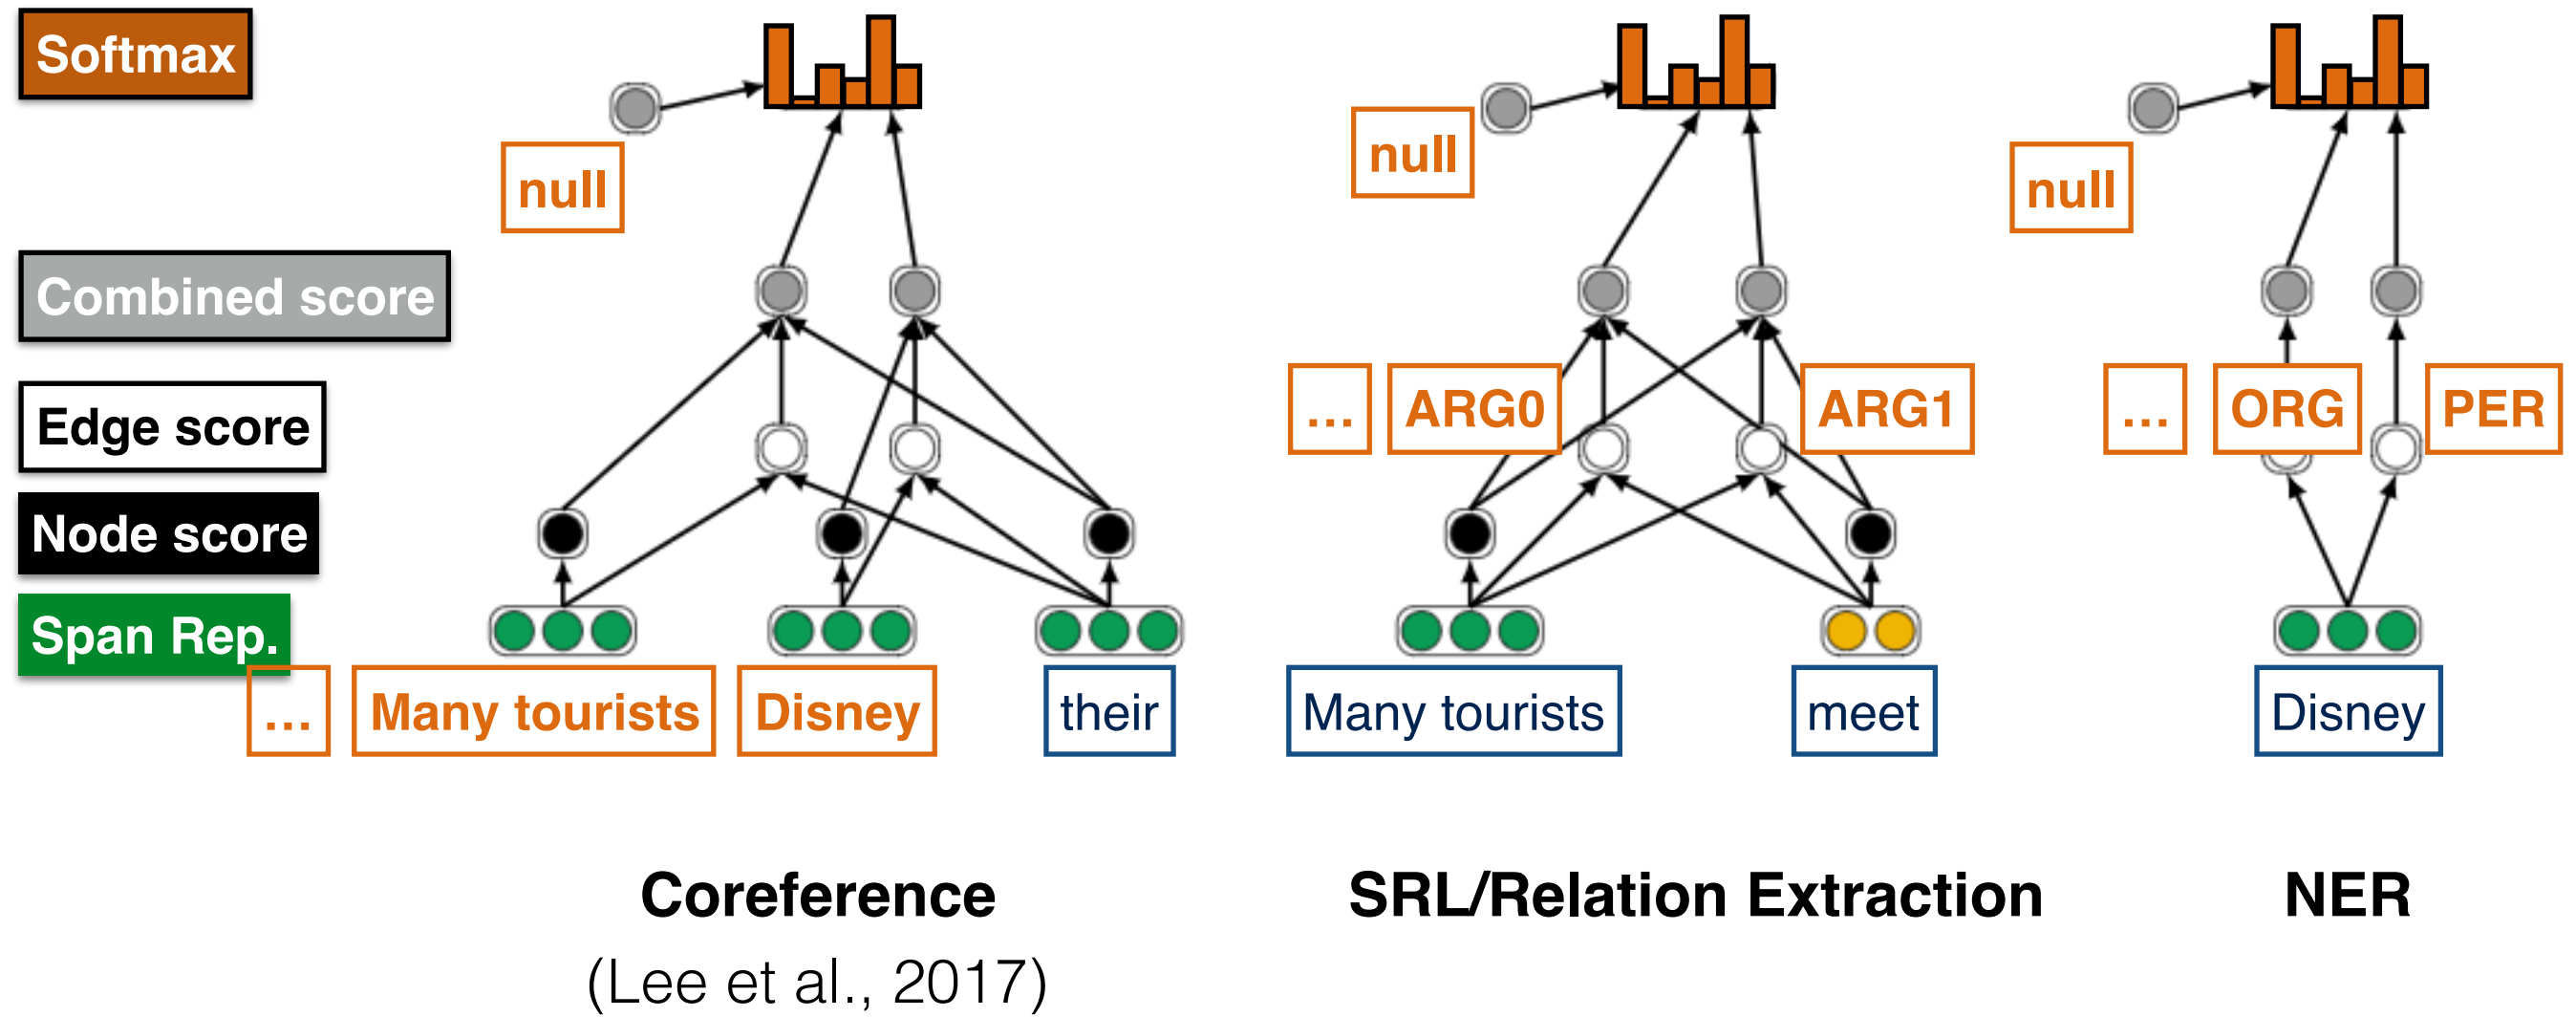 Softmax
null
null
null
Combined score
Edge score
... ARG0 ARG1
... ORG PER
Node score
Span Rep.
... Many tourists Disney their
Many tourists meet
Disney
Coreference
(Lee et al., 2017)
SRL/Relation Extraction
NER